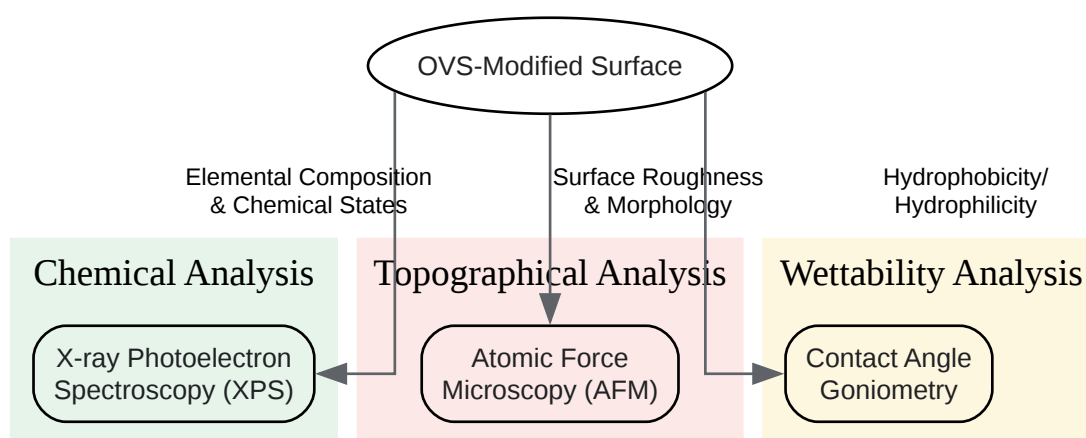 OVS-Modified Surface
Elemental Composition
& Chemical States
Surface Roughness
& Morphology
Hydrophobicity/
Hydrophilicity
Chemical Analysis
Topographical Analysis
Wettability Analysis
X-ray Photoelectron
Spectroscopy (XPS)
Atomic Force
Microscopy (AFM)
Contact Angle
Goniometry